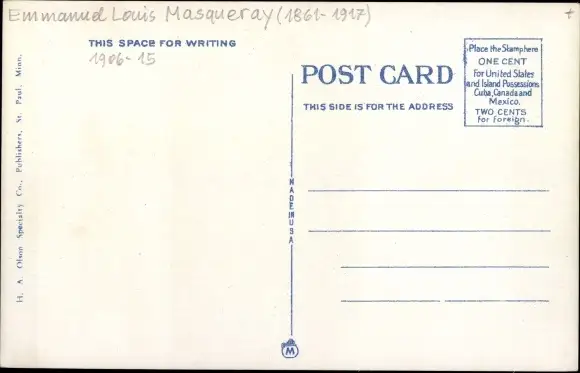 Emmanuel Louis Masqueray (1861-1917)
+
THIS SPACE FOR WRITING
1906-15
POST CARD
THIS SIDE IS FOR THE ADDRESS
Place the Stamp here
ONE CENT
For United States
and Island Possessions
Cuba, Canada and
Mexico.
TWO CENTS
For Foreign.
H. A. Olson Specialty Co., Publishers, St. Paul, Minn.
MADE IN USA
M